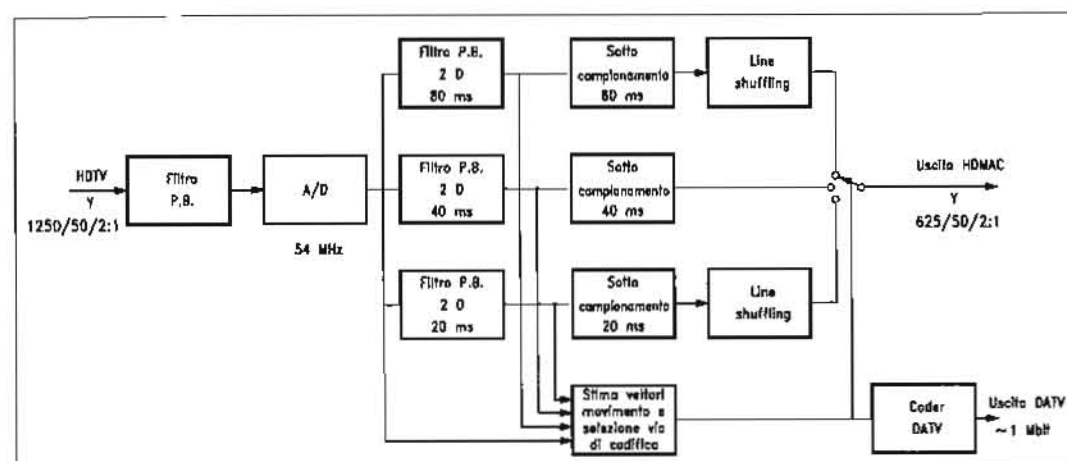 Filtro P.B.
2 D
80 ms
Sotto
campionamento
80 ms
Line
shuffling
HDTV
Y
1250/50/2:1
Filtro
P.B.
A/D
54 MHz
Filtro P.B.
2 D
40 ms
Sotto
campionamento
40 ms
Uscita HDMAC
Y
625/50/2:1
Filtro P.B.
2 D
20 ms
Sotto
campionamento
20 ms
Line
shuffling
Stima vettori
movimento e
selezione via
di codifica
Coder
DATV
Uscita DATV
~1 Mbit